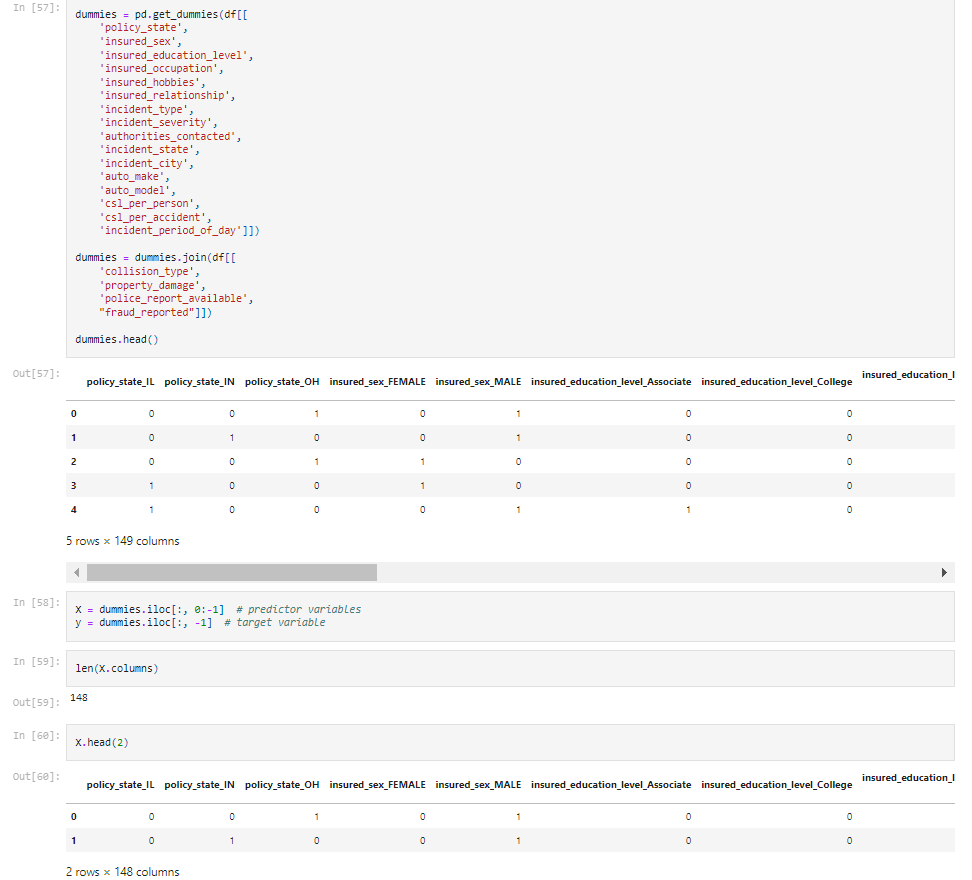 In [57]:
dummies = pd.get_dummies(df[[
    'policy_state',
    'insured_sex',
    'insured_education_level',
    'insured_occupation',
    'insured_hobbies',
    'insured_relationship',
    'incident_type',
    'incident_severity',
    'authorities_contacted',
    'incident_state',
    'incident_city',
    'auto_make',
    'auto_model',
    'csl_per_person',
    'csl_per_accident',
    'incident_period_of_day']])
dummies = dummies.join(df[[
    'collision_type',
    'property_damage',
    'police_report_available',
    "fraud_reported"]])
dummies.head()
Out[57]:
policy_state_IL policy_state_IN policy_state_OH insured_sex_FEMALE insured_sex_MALE insured_education_level_Associate insured_education_level_College insured_education_l
0 0 0 1 0 1 0 0
1 0 1 0 0 1 0 0
2 0 0 1 1 0 0 0
3 1 0 0 1 0 0 0
4 1 0 0 0 1 1 0
5 rows × 149 columns
In [58]:
X = dummies.iloc[:, 0:-1]  # predictor variables
y = dummies.iloc[:, -1]  # target variable
In [59]:
len(X.columns)
Out[59]:
148
In [60]:
X.head(2)
Out[60]:
policy_state_IL policy_state_IN policy_state_OH insured_sex_FEMALE insured_sex_MALE insured_education_level_Associate insured_education_level_College insured_education_l
0 0 0 1 0 1 0 0
1 0 1 0 0 1 0 0
2 rows × 148 columns